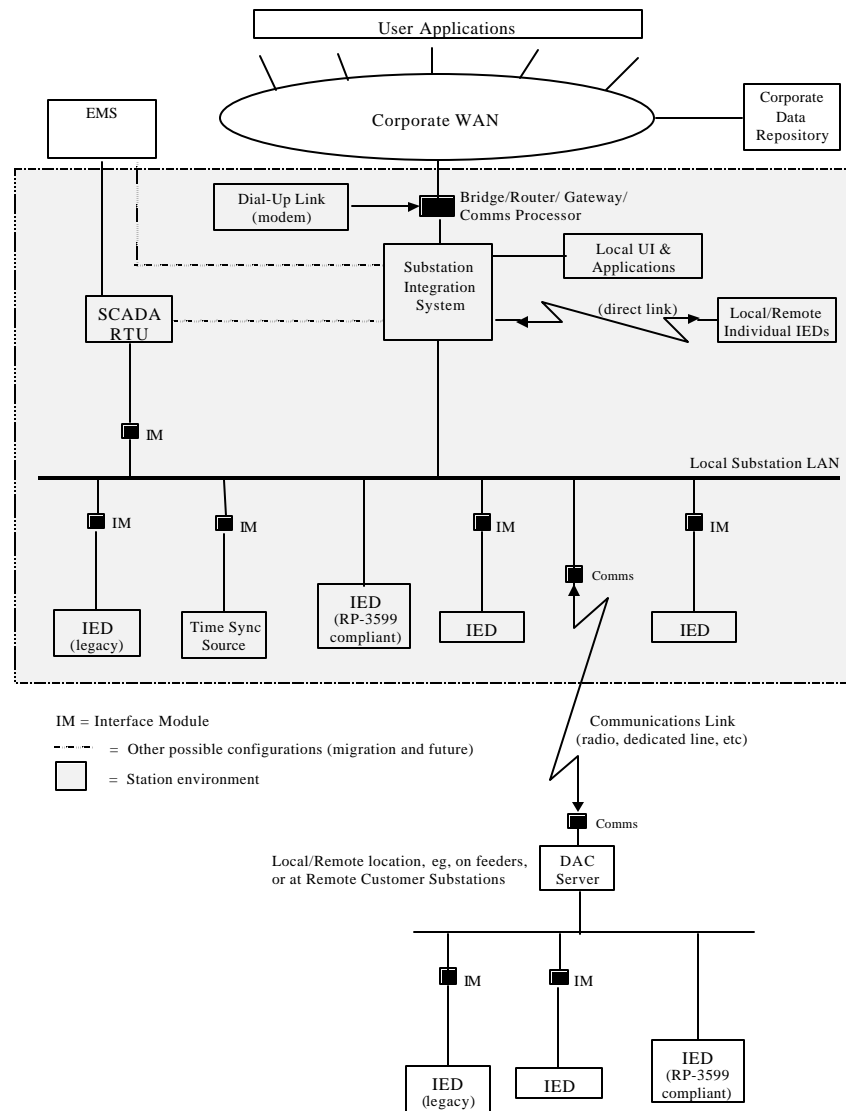 User Applications
EMS
Corporate WAN
Corporate
Data
Repository
Dial-Up Link
(modem)
Bridge/Router/ Gateway/
Comms Processor
Substation
Integration
System
Local UI &
Applications
(direct link)
Local/Remote
Individual IEDs
SCADA
RTU
IM
Local Substation LAN
IM
IM
IM
IM
Comms
IED
(legacy)
Time Sync
Source
IED
(RP-3599
compliant)
IED
IED
IM = Interface Module
= Other possible configurations (migration and future)
= Station environment
Communications Link
(radio, dedicated line, etc)
Comms
Local/Remote location, eg, on feeders,
or at Remote Customer Substations
DAC
Server
IM
IM
IED
(legacy)
IED
IED
(RP-3599
compliant)